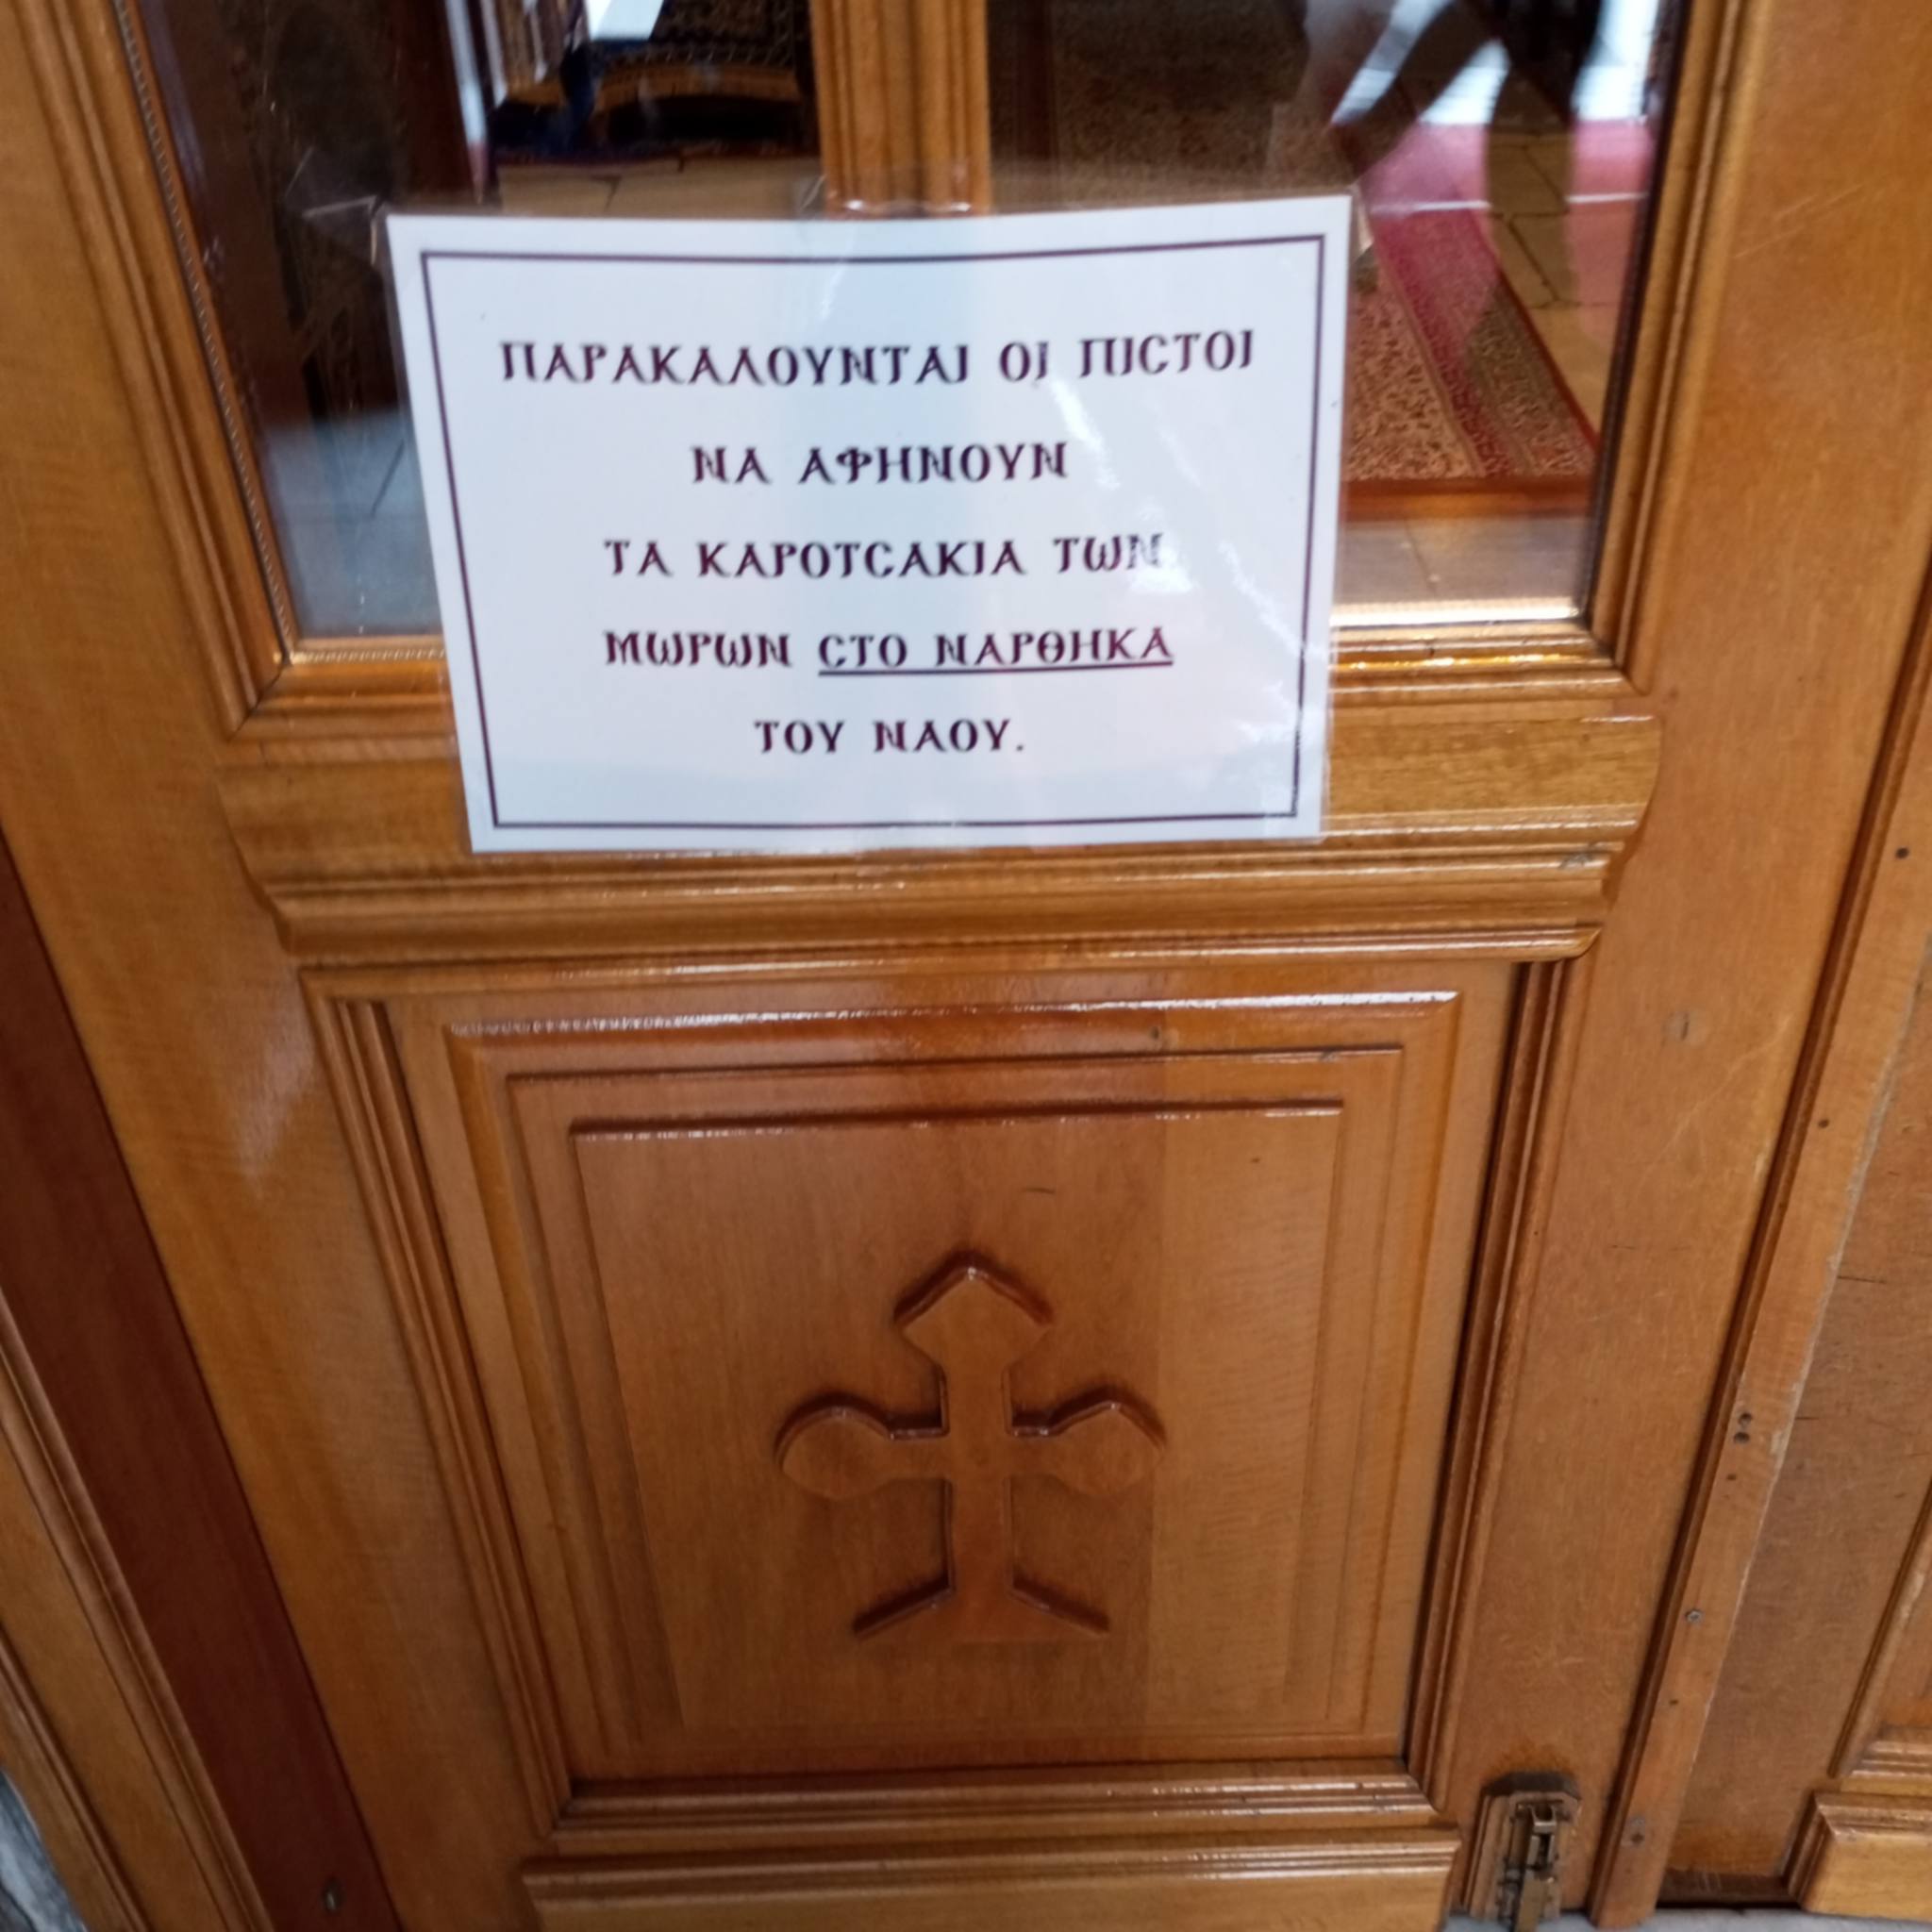 ΠΑΡΑΚΑΛΟΥΝΤΑΙ ΟΙ ΠΙCΤΟΙ
ΝΑ ΑΦΗΝΟΥΝ
ΤΑ ΚΑΡΟΤCΑΚΙΑ ΤΩΝ
ΜΩΡΩΝ CΤΟ ΝΑΡΘΗΚΑ
ΤΟΥ ΝΑΟΥ.